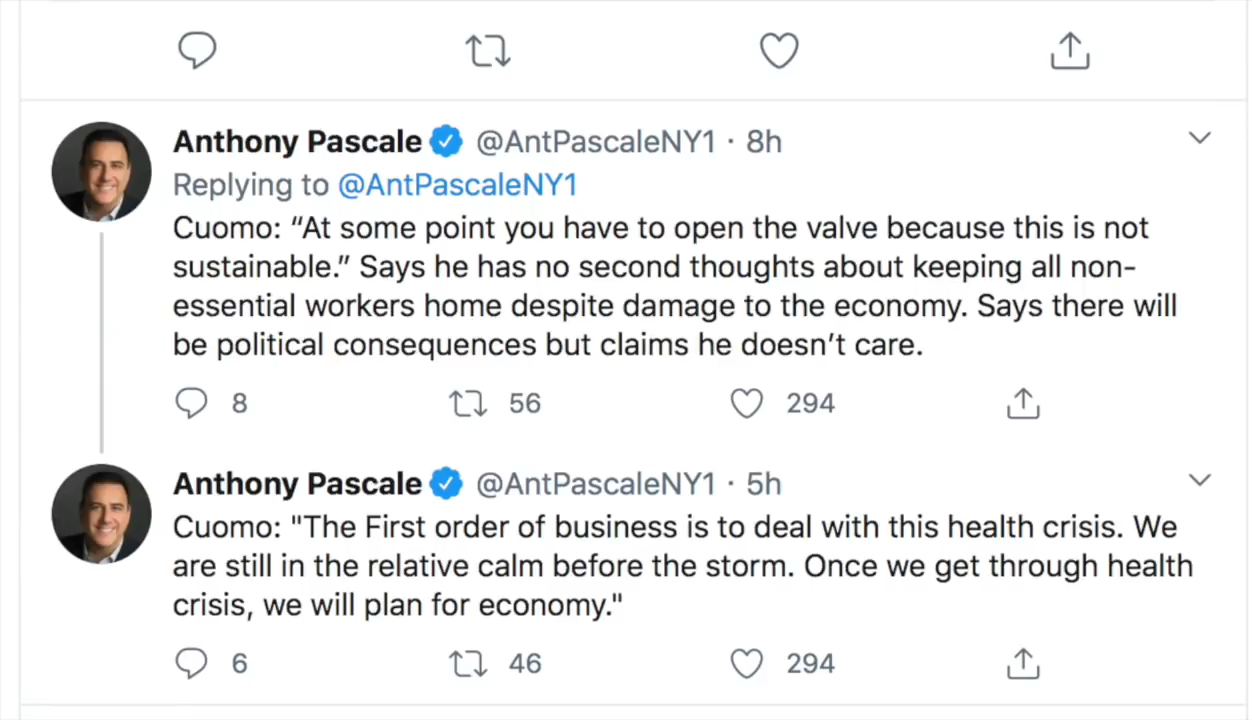 Anthony Pascale @AntPascaleNY1 · 8h
Replying to @AntPascaleNY1
Cuomo: “At some point you have to open the valve because this is not
sustainable.” Says he has no second thoughts about keeping all non-
essential workers home despite damage to the economy. Says there will
be political consequences but claims he doesn’t care.
8 56 294
Anthony Pascale @AntPascaleNY1 · 5h
Cuomo: "The First order of business is to deal with this health crisis. We
are still in the relative calm before the storm. Once we get through health
crisis, we will plan for economy."
6 46 294